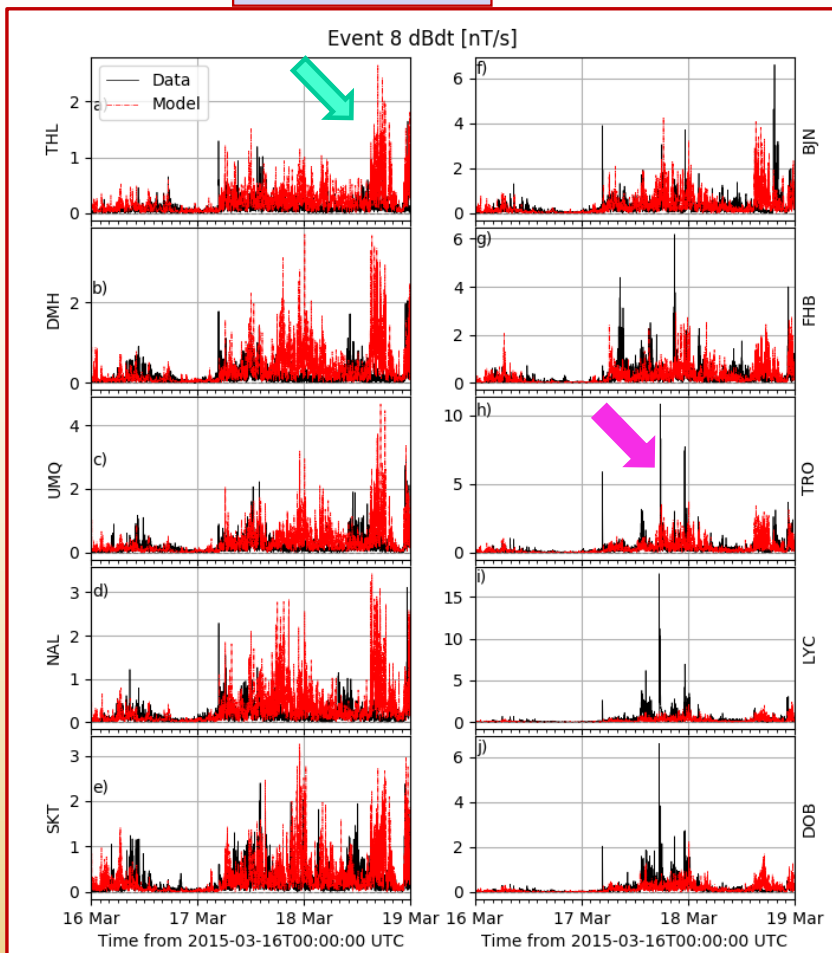 Event 8 dBdt [nT/s]
Data
Model
a)
THL
2
1
0
b)
DMH
2
0
c)
UMQ
4
2
0
d)
NAL
3
2
1
0
e)
SKT
3
2
1
0
16 Mar 17 Mar 18 Mar 19 Mar
Time from 2015-03-16T00:00:00 UTC
f)
BJN
6
4
2
0
g)
FHB
6
4
2
0
h)
TRO
10
5
0
i)
LYC
15
10
5
0
j)
DOB
6
4
2
0
16 Mar 17 Mar 18 Mar 19 Mar
Time from 2015-03-16T00:00:00 UTC